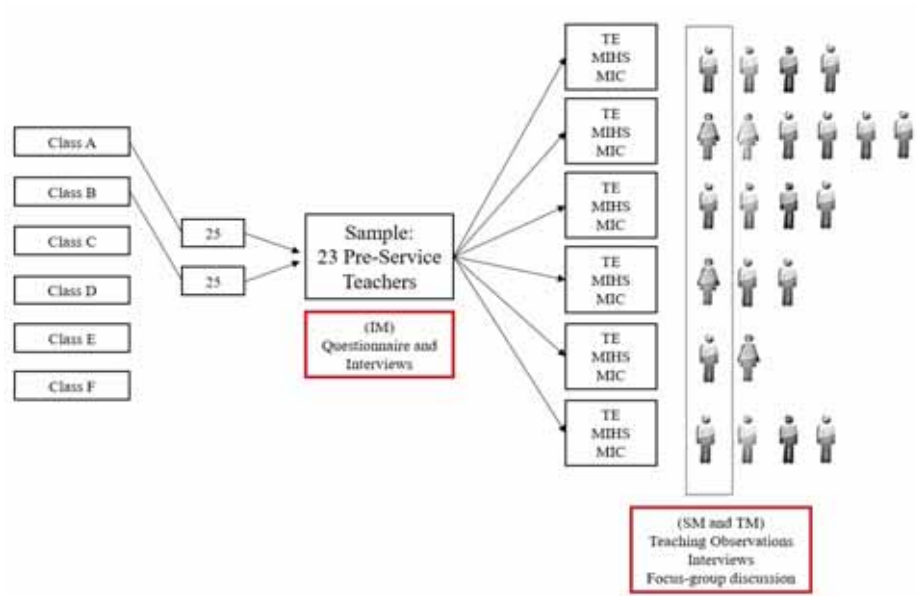 Class A
Class B
Class C
Class D
Class E
Class F
25
25
Sample:
23 Pre-Service
Teachers
(IM)
Questionnaire and
Interviews
TE
MIHS
MIC
TE
MIHS
MIC
TE
MIHS
MIC
TE
MIHS
MIC
TE
MIHS
MIC
TE
MIHS
MIC
(SM and TM)
Teaching Observations
Interviews
Focus-group discussion